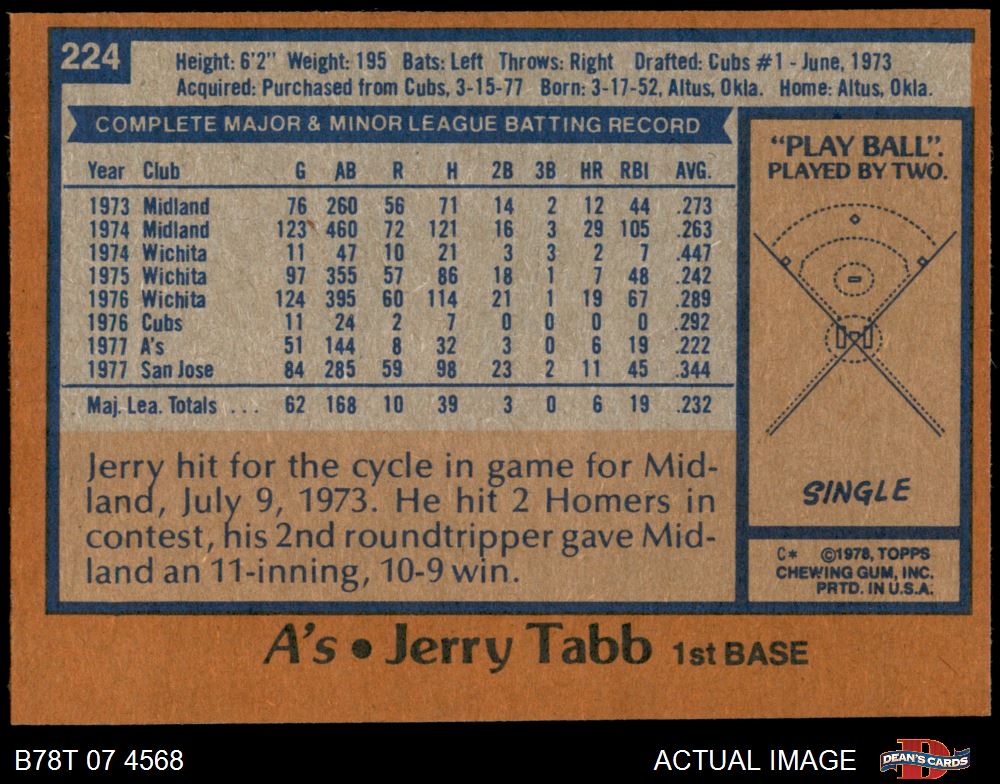 224
Height: 6'2" Weight: 195 Bats: Left Throws: Right Drafted: Cubs #1 - June, 1973
Acquired: Purchased from Cubs, 3-15-77 Born: 3-17-52, Altus, Okla. Home: Altus, Okla.
COMPLETE MAJOR & MINOR LEAGUE BATTING RECORD
Year Club G AB R H 2B 3B HR RBI AVG.
1973 Midland 76 260 56 71 14 2 12 44 .273
1974 Midland 123 460 72 121 16 3 29 105 .263
1974 Wichita 11 47 10 21 3 3 2 7 .447
1975 Wichita 97 355 57 86 18 1 7 48 .242
1976 Wichita 124 395 60 114 21 1 19 67 .289
1976 Cubs 11 24 2 7 0 0 0 0 .292
1977 A's 51 144 8 32 3 0 6 19 .222
1977 San Jose 84 285 59 98 23 2 11 45 .344
Maj. Lea. Totals ... 62 168 10 39 3 0 6 19 .232
Jerry hit for the cycle in game for Mid-
land, July 9, 1973. He hit 2 Homers in
contest, his 2nd roundtripper gave Mid-
land an 11-inning, 10-9 win.
"PLAY BALL".
PLAYED BY TWO.
SINGLE
C* ©1978, TOPPS
CHEWING GUM, INC.
PRTD. IN U.S.A.
A's • Jerry Tabb 1st BASE
B78T 07 4568
ACTUAL IMAGE
DEAN'S CARDS